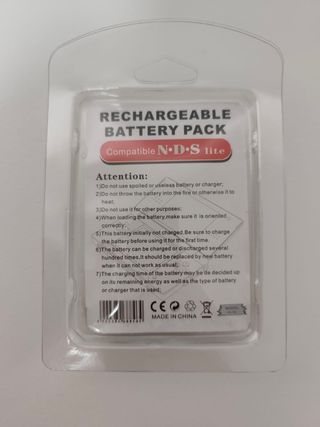 RECHARGEABLE
BATTERY PACK
Compatible N·D·S lite
Attention:
1)Do not use spoiled or useless battery or charger;
2)Do not throw the battery into the fire or otherwise it to
heat;
3)Do not use it for other purposes;
4)When loading the battery,make sure it is oriented
correctly;
5)This battery initially not charged.Be sure to charge
the battery before using it for the first time.
6)The battery can be charged or discharged several
hundred times.It should be replaced by new battery
when it can not work as usual;
7)The charging time of the battery may be de decided up
on its remaining energy as well as the type of battery
or charger that is used;
CE
MADE IN CHINA